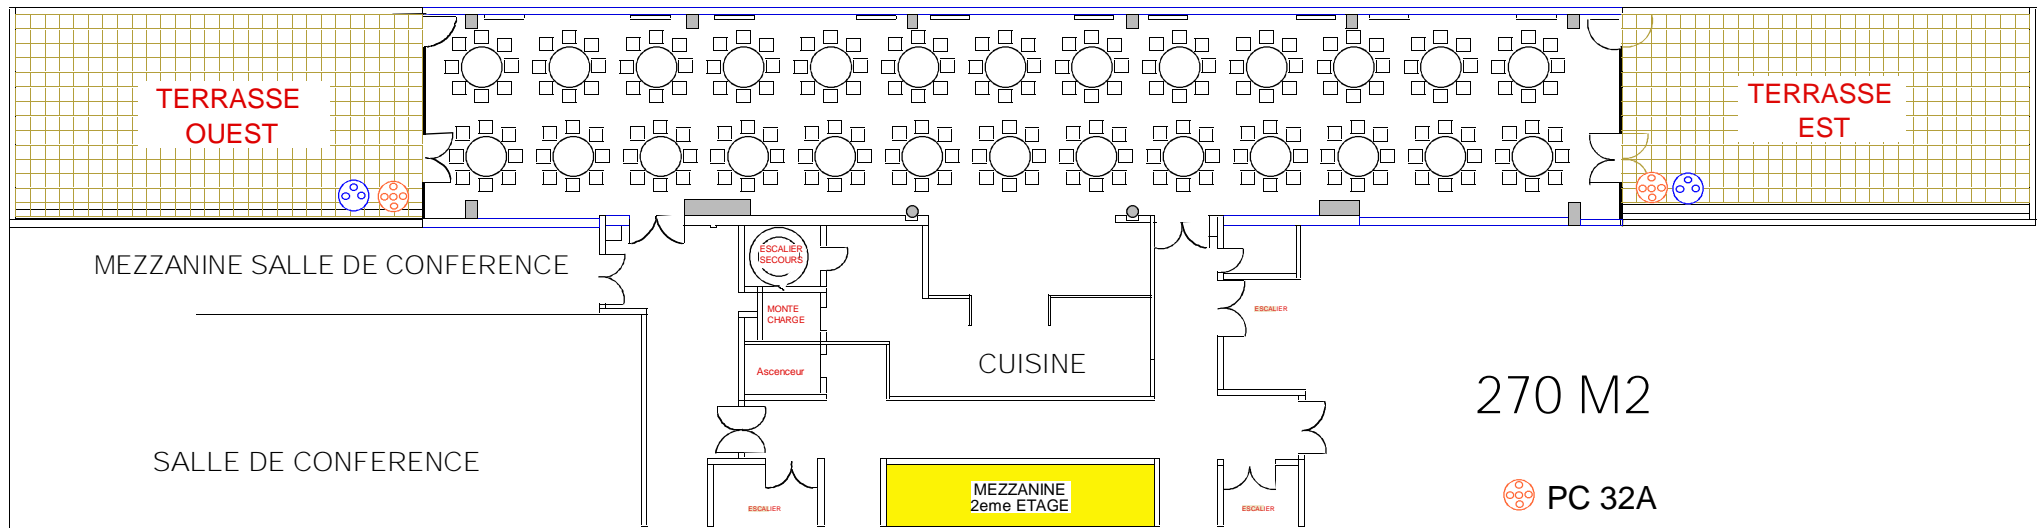 TERRASSE
OUEST
TERRASSE
EST
MEZZANINE SALLE DE CONFERENCE
ESCALIER
SECOURS
MONTE
CHARGE
ESCALIER
CUISINE
Ascenceur
270 M2
SALLE DE CONFERENCE
MEZZANINE
2eme ETAGE
ESCALIER
ESCALIER
PC 32A